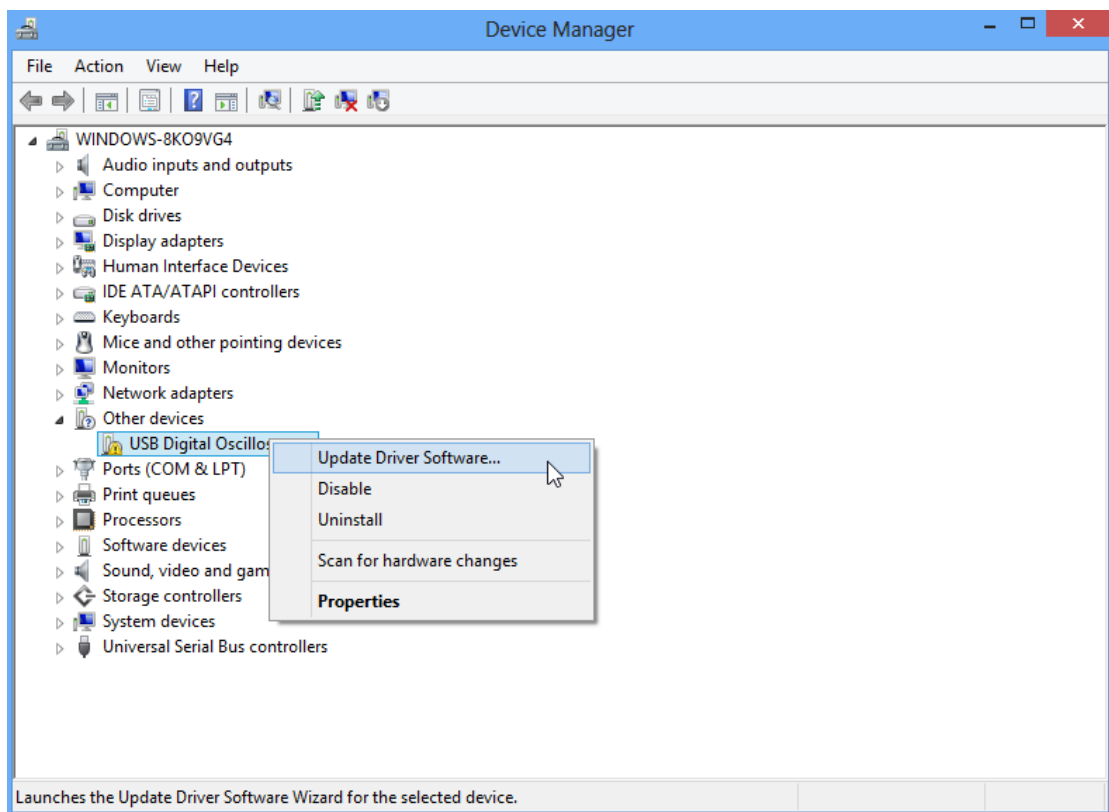 Device Manager
File Action View Help
WINDOWS-8KO9VG4
Audio inputs and outputs
Computer
Disk drives
Display adapters
Human Interface Devices
IDE ATA/ATAPI controllers
Keyboards
Mice and other pointing devices
Monitors
Network adapters
Other devices
USB Digital
Ports (COM & LPT)
Print queues
Processors
Software devices
Sound, video and
Storage controllers
System devices
Universal Serial Bus controllers
Update Driver Software...
Disable
Uninstall
Scan for hardware changes
Properties
Launches the Update Driver Software Wizard for the selected device.